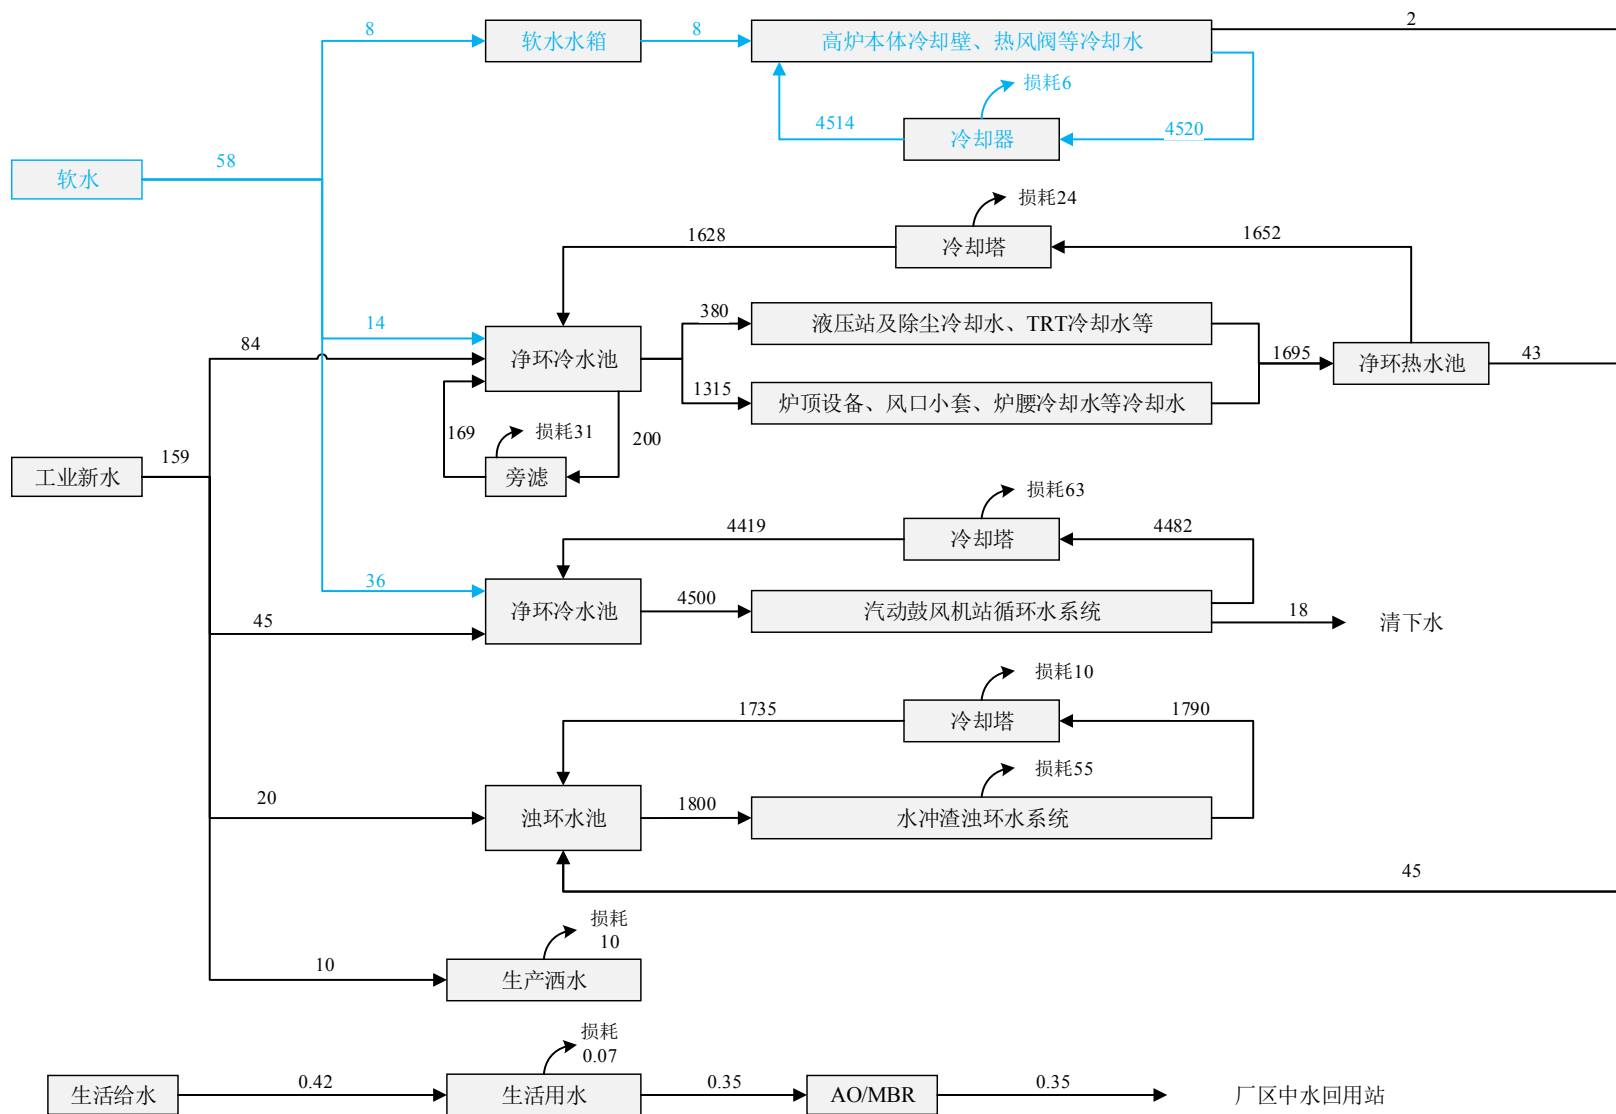 2
8
软水水箱
8
高炉本体冷却壁、热风阀等冷却水
损耗6
4514
冷却器
4520
软水
58
损耗24
1628
冷却塔
1652
14
380
液压站及除尘冷却水、TRT冷却水等
84
净环冷水池
1695
净环热水池
43
1315
炉顶设备、风口小套、炉腰冷却水等冷却水
169
损耗31
200
工业新水
159
旁滤
损耗63
4419
冷却塔
4482
36
净环冷水池
4500
汽动鼓风机站循环水系统
18
清下水
45
损耗10
1735
冷却塔
1790
损耗55
20
浊环水池
1800
水冲渣浊环水系统
45
损耗
10
10
生产洒水
损耗
0.07
生活给水
0.42
生活用水
0.35
AO/MBR
0.35
厂区中水回用站